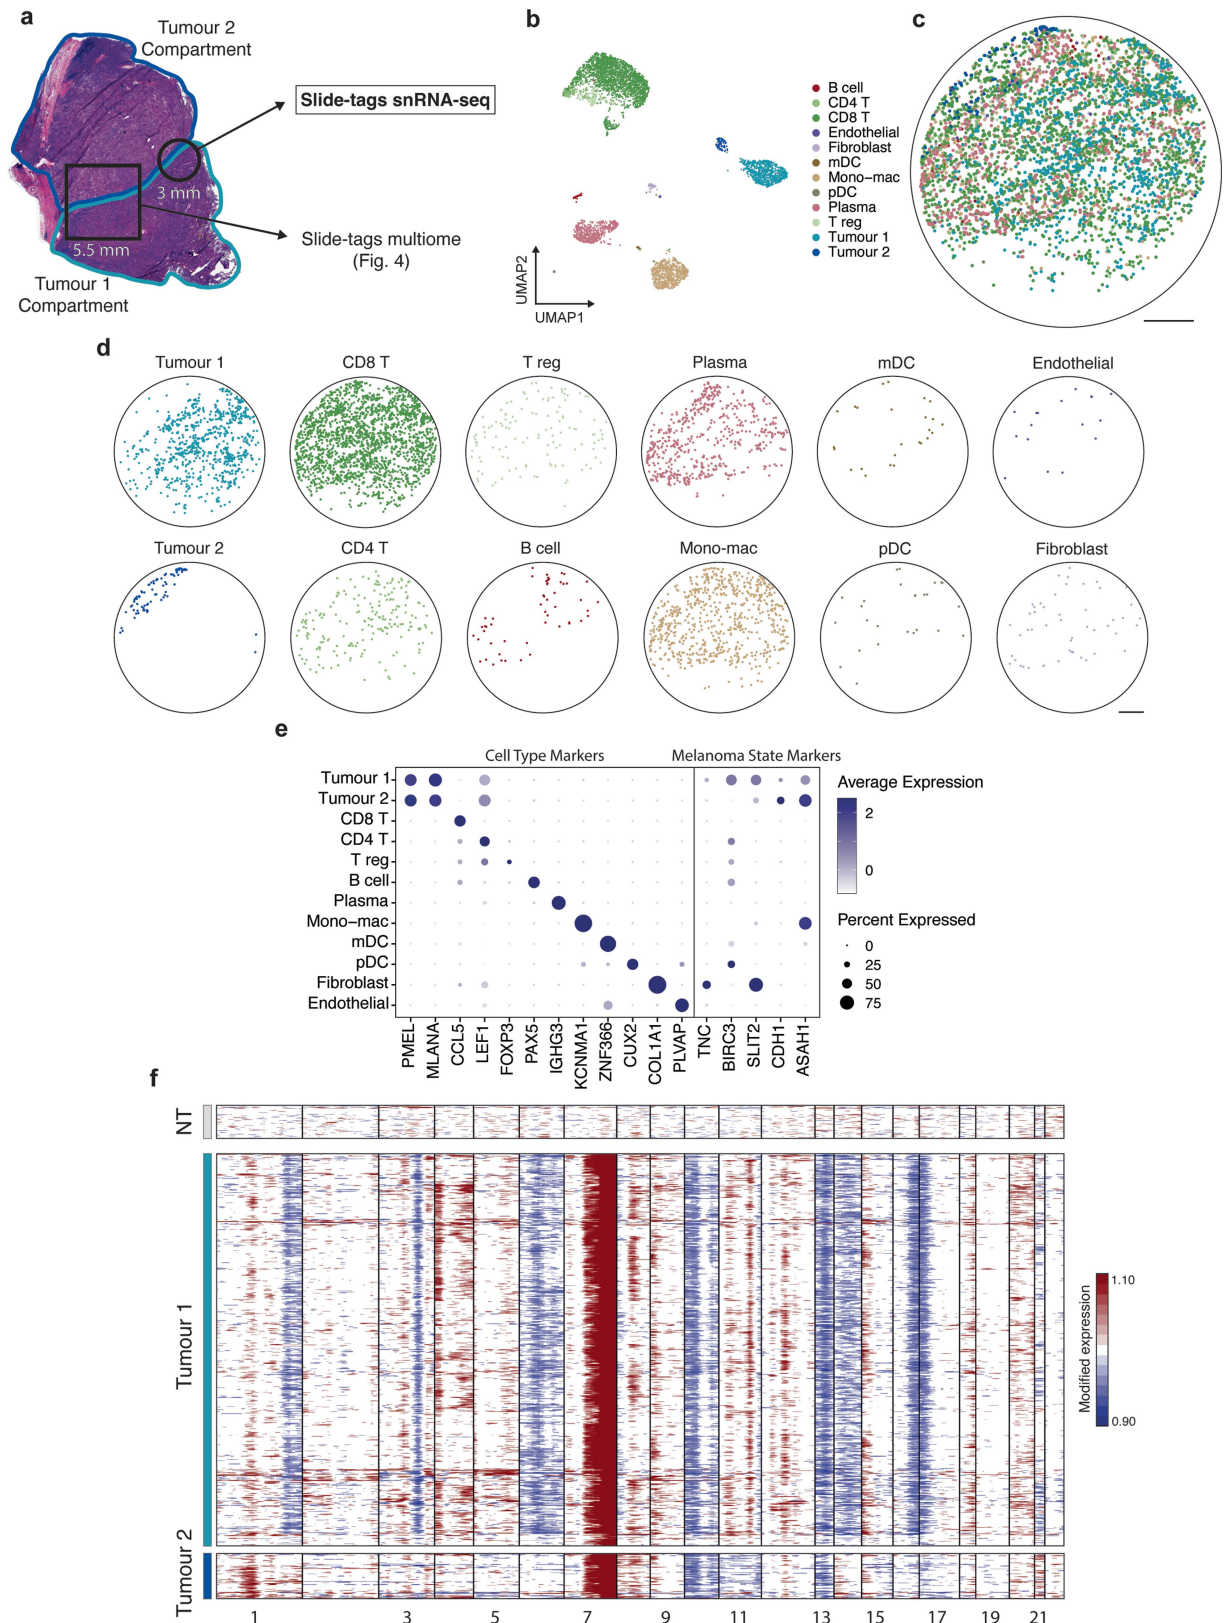 a
Tumour 2
Compartment
Slide-tags snRNA-seq
3 mm
5.5 mm
Slide-tags multiome
(Fig. 4)
Tumour 1
Compartment
b
UMAP2
UMAP1
B cell
CD4 T
CD8 T
Endothelial
Fibroblast
mDC
Mono−mac
pDC
Plasma
T reg
Tumour 1
Tumour 2
c
d
Tumour 1
CD8 T
T reg
Plasma
mDC
Endothelial
Tumour 2
CD4 T
B cell
Mono-mac
pDC
Fibroblast
e
Cell Type Markers
Melanoma State Markers
Tumour 1
Tumour 2
CD8 T
CD4 T
T reg
B cell
Plasma
Mono−mac
mDC
pDC
Fibroblast
Endothelial
PMEL
MLANA
CCL5
LEF1
FOXP3
PAX5
IGHG3
KCNMA1
ZNF366
CUX2
COL1A1
PLVAP
TNC
BIRC3
SLIT2
CDH1
ASAH1
Average Expression
2
0
Percent Expressed
0
25
50
75
f
NT
Tumour 1
Tumour 2
1 3 5 7 9 11 13 15 17 19 21
Modified expression
1.10
0.90